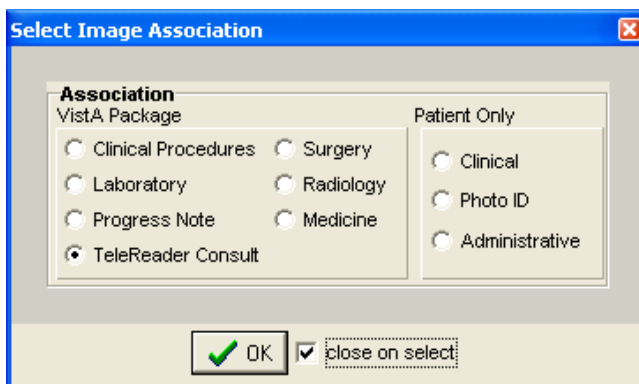 Select Image Association
Association
VistA Package Patient Only
Clinical Procedures Surgery Clinical
Laboratory Radiology Photo ID
Progress Note Medicine Administrative
TeleReader Consult
OK close on select